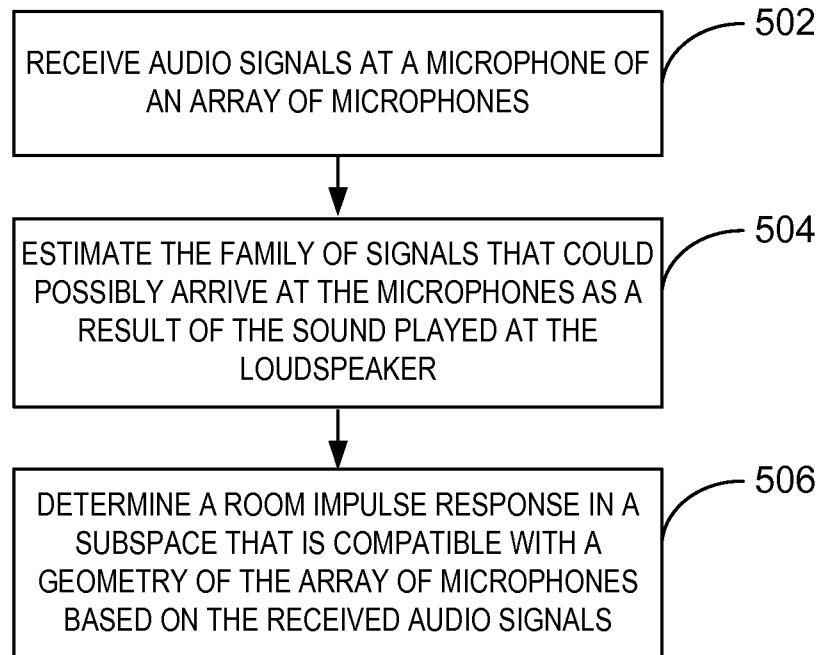 502
RECEIVE AUDIO SIGNALS AT A MICROPHONE OF
AN ARRAY OF MICROPHONES
504
ESTIMATE THE FAMILY OF SIGNALS THAT COULD
POSSIBLY ARRIVE AT THE MICROPHONES AS A
RESULT OF THE SOUND PLAYED AT THE
LOUDSPEAKER
506
DETERMINE A ROOM IMPULSE RESPONSE IN A
SUBSPACE THAT IS COMPATIBLE WITH A
GEOMETRY OF THE ARRAY OF MICROPHONES
BASED ON THE RECEIVED AUDIO SIGNALS